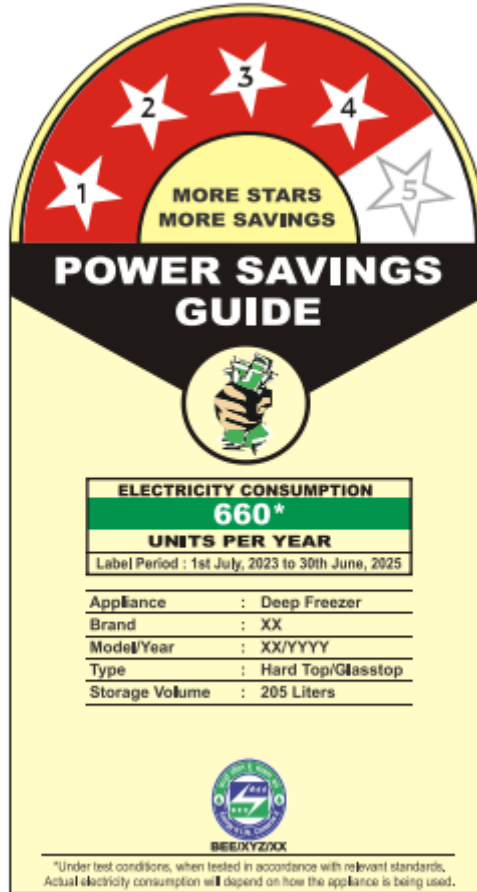 1 2 3 4 5
MORE STARS
MORE SAVINGS
POWER SAVINGS
GUIDE
ELECTRICITY CONSUMPTION
660*
UNITS PER YEAR
Label Period : 1st July, 2023 to 30th June, 2025
Appliance : Deep Freezer
Brand : XX
Model/Year : XX/YYYY
Type : Hard Top/Glasstop
Storage Volume : 205 Liters
BEE/XYZ/XX
*Under test conditions, when tested in accordance with relevant standards.
Actual electricity consumption will depend on how the appliance is being used.